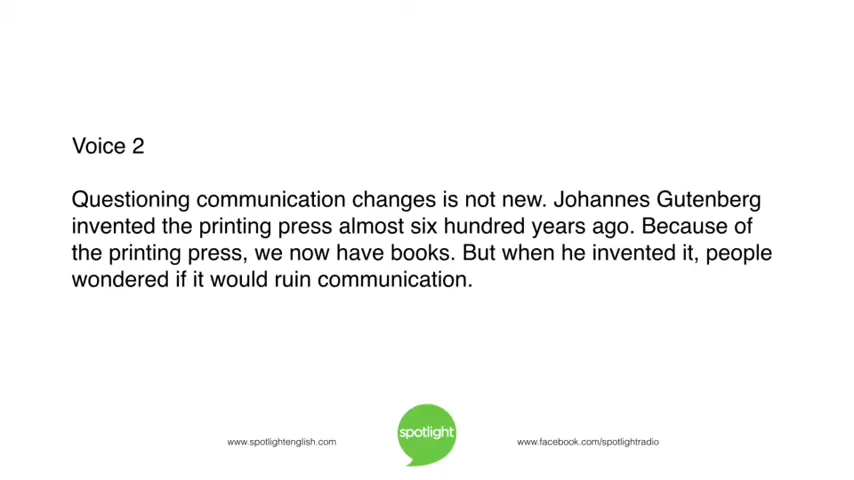 Voice 2
Questioning communication changes is not new. Johannes Gutenberg
invented the printing press almost six hundred years ago. Because of
the printing press, we now have books. But when he invented it, people
wondered if it would ruin communication.
www.spotlightenglish.com
spotlight
www.facebook.com/spotlightradio